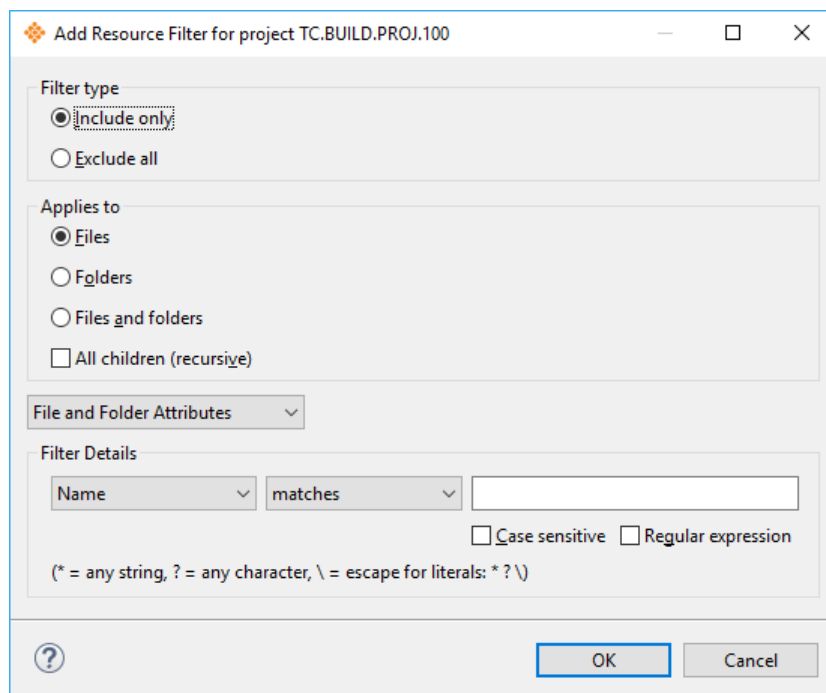 Add Resource Filter for project TC.BUILD.PROJ.100
Filter type
Include only
Exclude all
Applies to
Files
Folders
Files and folders
All children (recursive)
File and Folder Attributes
Filter Details
Name matches
Case sensitive Regular expression
(* = any string, ? = any character, \ = escape for literals: * ? \)
? OK Cancel